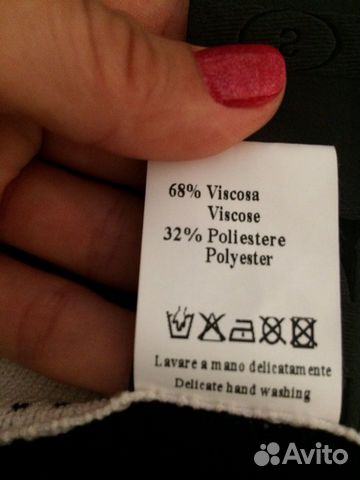 68% Viscosa
Viscose
32% Poliestere
Polyester
Lavare a mano delicatamente
Delicate hand washing
Avito